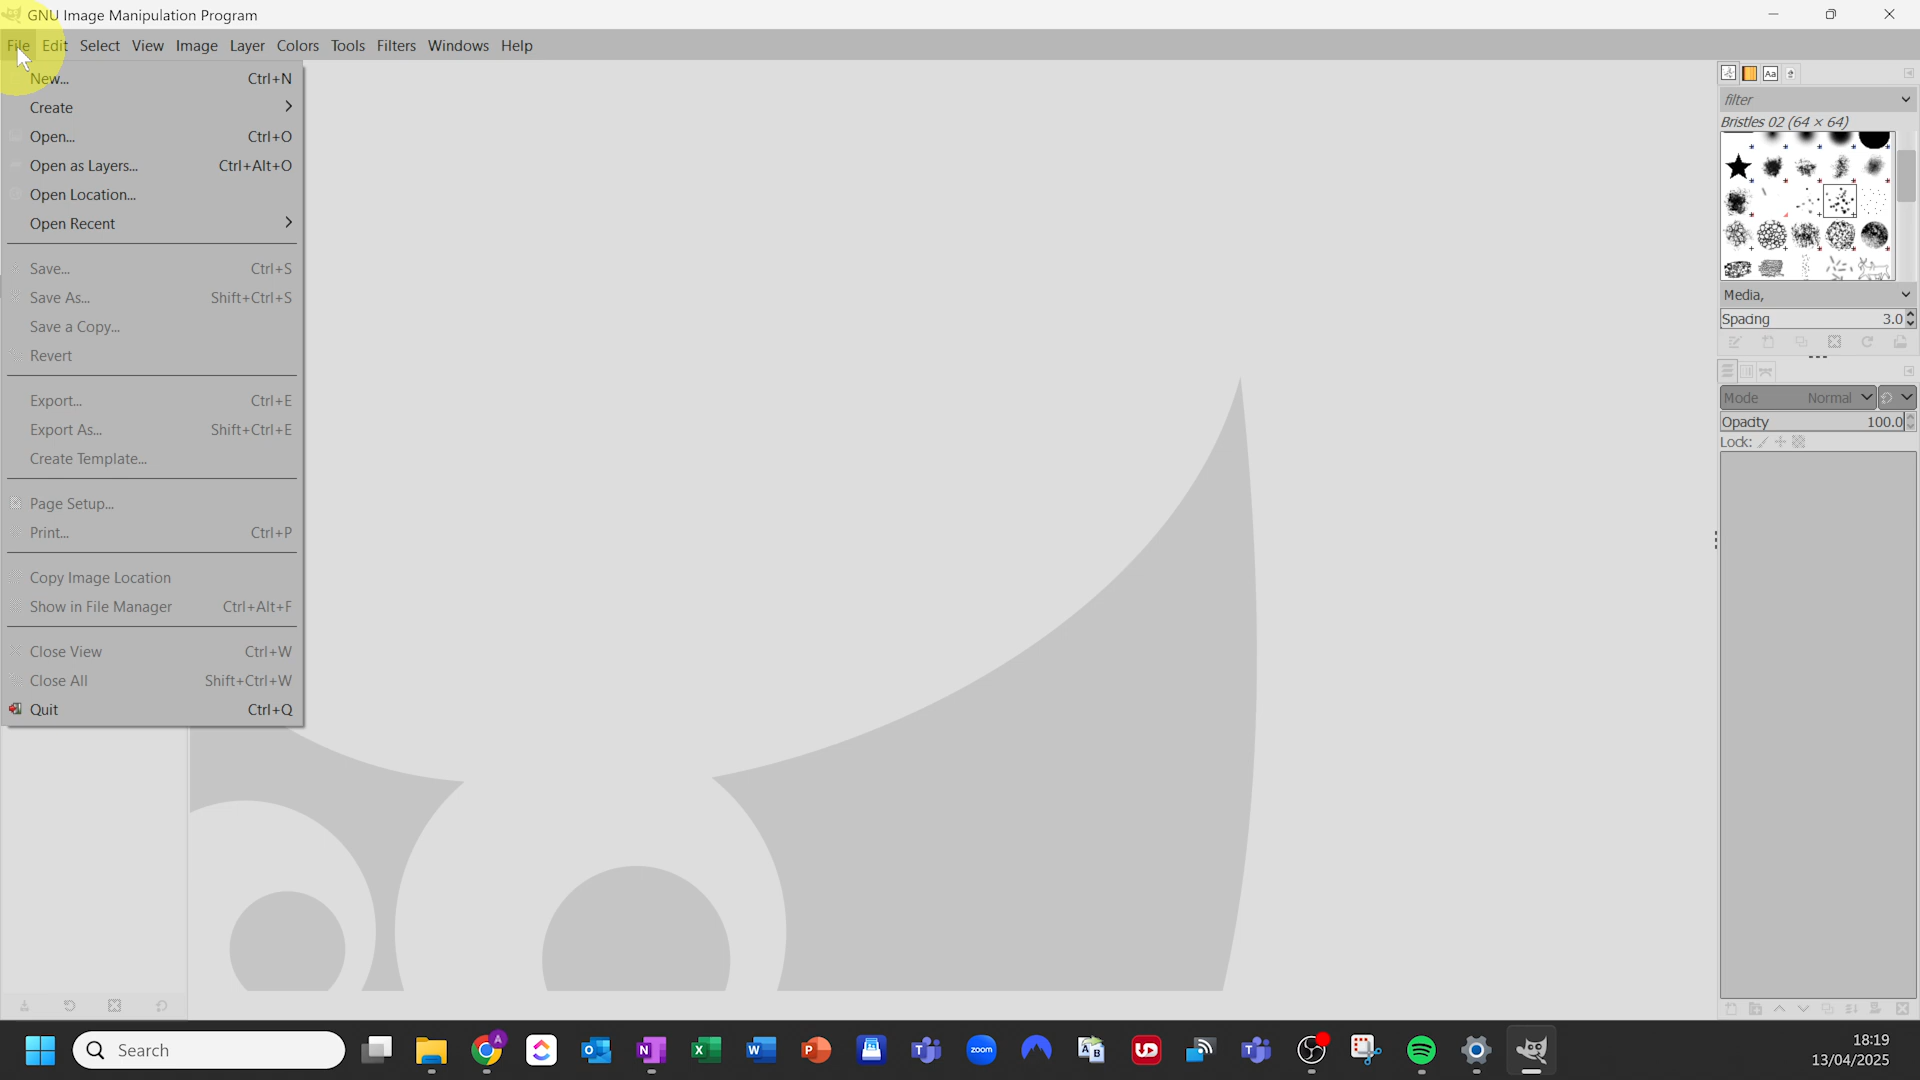 GNU Image Manipulation Program
File Edit Select View Image Layer Colors Tools Filters Windows Help
New... Ctrl+N
Create
Open... Ctrl+O
Open as Layers... Ctrl+Alt+O
Open Location...
Open Recent
Save... Ctrl+S
Save As... Shift+Ctrl+S
Save a Copy...
Revert
Export... Ctrl+E
Export As... Shift+Ctrl+E
Create Template...
Page Setup...
Print... Ctrl+P
Copy Image Location
Show in File Manager Ctrl+Alt+F
Close View Ctrl+W
Close All Shift+Ctrl+W
Quit Ctrl+Q
Aa
filter
Bristles 02 (64 × 64)
Media,
Spacing 3.0
Mode Normal
Opacity 100.0
Lock:
Search
A
N
X
W
P
T
zoom
A
B
UD
T
18:19
13/04/2025